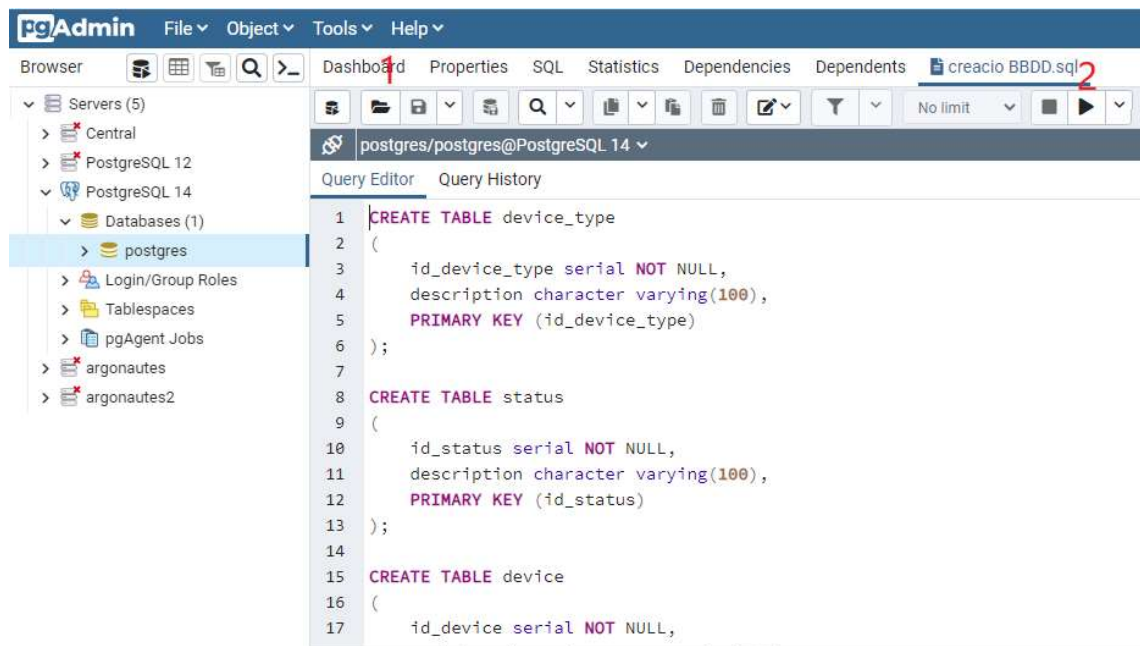 pgAdmin File Object Tools Help
Browser Dashboard Properties SQL Statistics Dependencies Dependents creacio BBDD.sql
1 2
Servers (5)
Central
PostgreSQL 12
PostgreSQL 14
Databases (1)
postgres
Login/Group Roles
Tablespaces
pgAgent Jobs
argonautes
argonautes2
No limit
postgres/postgres@PostgreSQL 14
Query Editor Query History
1 CREATE TABLE device_type
2 (
3 id_device_type serial NOT NULL,
4 description character varying(100),
5 PRIMARY KEY (id_device_type)
6 );
7
8 CREATE TABLE status
9 (
10 id_status serial NOT NULL,
11 description character varying(100),
12 PRIMARY KEY (id_status)
13 );
14
15 CREATE TABLE device
16 (
17 id_device serial NOT NULL,